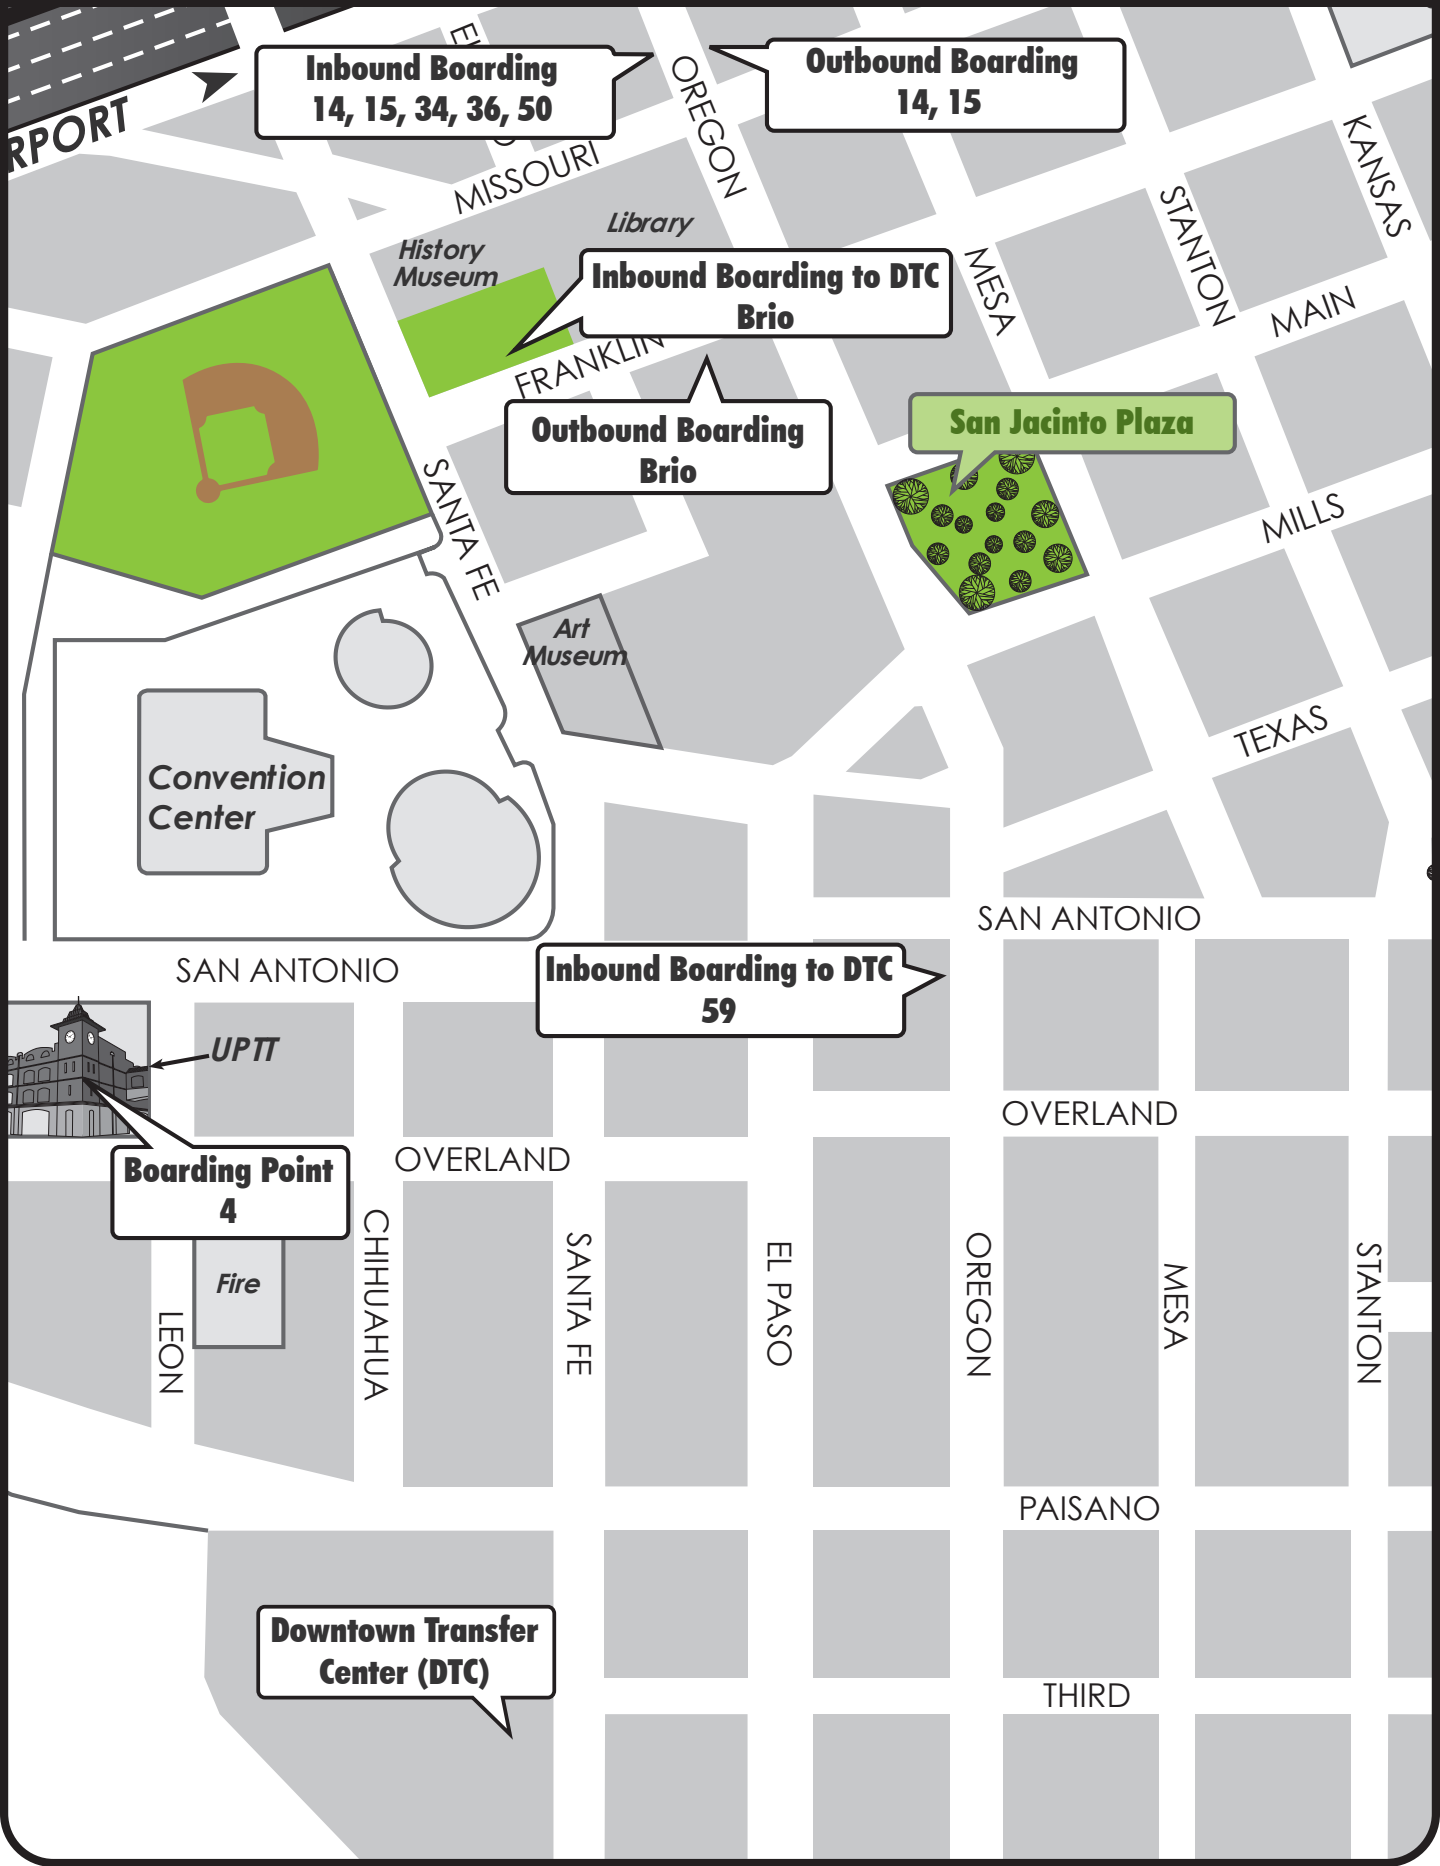 RPORT
Inbound Boarding
14, 15, 34, 36, 50
Outbound Boarding
14, 15
OREGON
MISSOURI
KANSAS
STANTON
Library
History
Museum
MESA
MAIN
Inbound Boarding to DTC
Brio
FRANKLIN
Outbound Boarding
Brio
San Jacinto Plaza
SANTA FE
MILLS
Art
Museum
TEXAS
Convention
Center
SAN ANTONIO
SAN ANTONIO
Inbound Boarding to DTC
59
UPTT
OVERLAND
OVERLAND
Boarding Point
4
CHIHUAHUA
SANTA FE
EL PASO
OREGON
MESA
STANTON
Fire
LEON
PAISANO
Downtown Transfer
Center (DTC)
THIRD